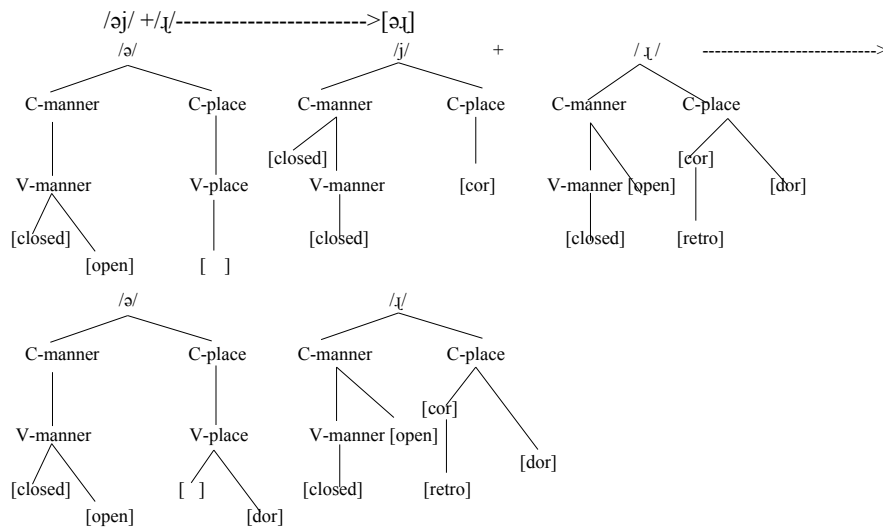 /əj/ +/ɻ/----------------------->[əɻ]
/ə/ /j/ + /ɻ/ ---------------------------->
C-manner C-place C-manner C-place C-manner C-place
[closed] [cor]
V-manner V-place V-manner [cor] V-manner [open] [dor]
[closed] [closed] [closed] [retro]
[open] [ ]
/ə/ /ɻ/
C-manner C-place C-manner C-place
[cor]
V-manner V-place V-manner [open]
[dor]
[closed] [ ] [closed] [retro]
[open] [dor]